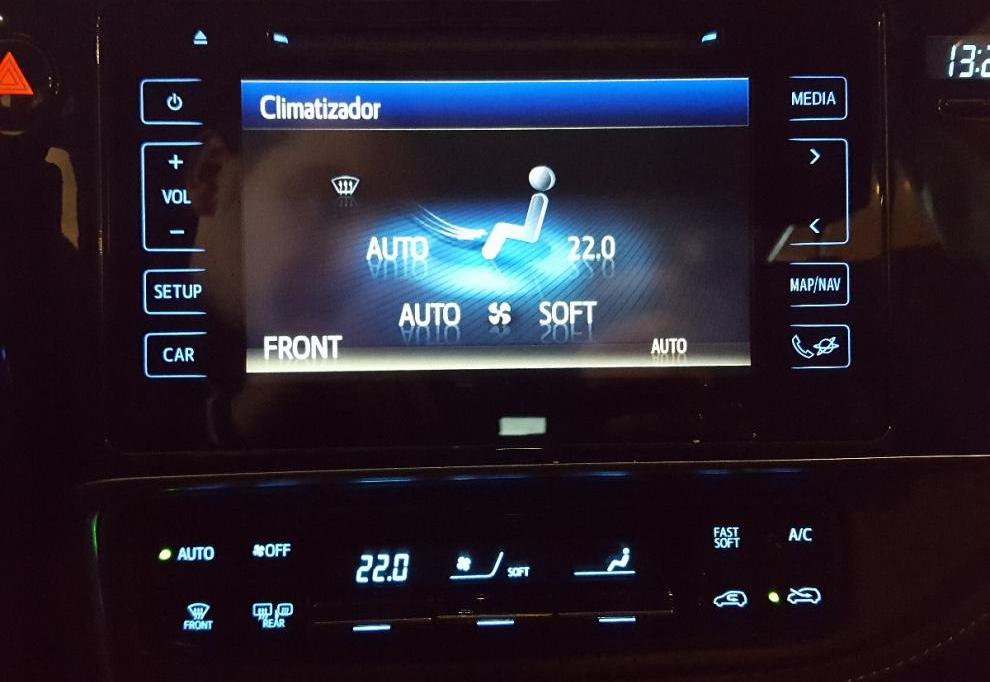 Climatizador
AUTO 22.0
AUTO SOFT
FRONT AUTO
VOL
SETUP
CAR
MEDIA
MAP/NAV
AUTO
OFF
FRONT
REAR
22.0
SOFT
FAST
SOFT
A/C